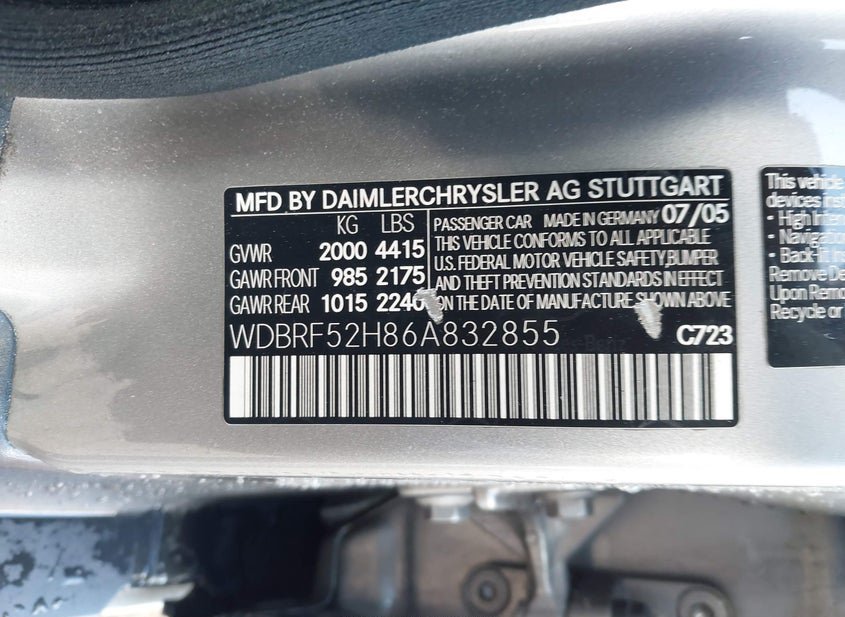 MFD BY DAIMLERCHRYSLER AG STUTTGART
KG LBS
GVWR 2000 4415
GAWR FRONT 985 2175
GAWR REAR 1015 2240
PASSENGER CAR MADE IN GERMANY 07/05
THIS VEHICLE CONFORMS TO ALL APPLICABLE
U.S. FEDERAL MOTOR VEHICLE SAFETY,BUMPER
AND THEFT PREVENTION STANDARDS IN EFFECT
ON THE DATE OF MANUFACTURE SHOWN ABOVE
WDBRF52H86A832855
C723
This vehicle
devices
• High
•
•
Remove
Upon
Recycle or